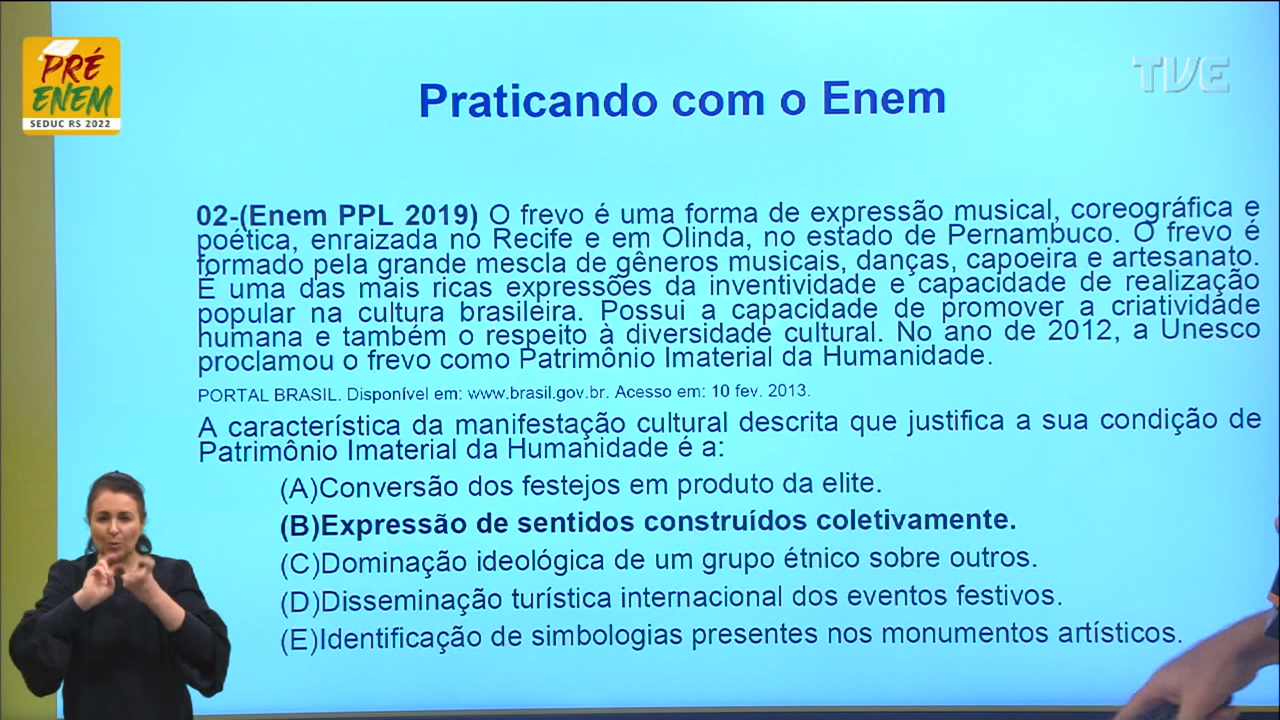 PRÉ
ENEM
SEDUC RS 2022
TVE
Praticando com o Enem
02-(Enem PPL 2019) O frevo é uma forma de expressão musical, coreográfica e
poética, enraizada no Recife e em Olinda, no estado de Pernambuco. O frevo é
formado pela grande mescla de gêneros musicais, danças, capoeira e artesanato.
É uma das mais ricas expressões da inventividade e capacidade de realização
popular na cultura brasileira. Possui a capacidade de promover a criatividade
humana e também o respeito à diversidade cultural. No ano de 2012, a Unesco
proclamou o frevo como Patrimônio Imaterial da Humanidade.
PORTAL BRASIL. Disponível em: www.brasil.gov.br. Acesso em: 10 fev. 2013.
A característica da manifestação cultural descrita que justifica a sua condição de
Patrimônio Imaterial da Humanidade é a:
(A)Conversão dos festejos em produto da elite.
(B)Expressão de sentidos construídos coletivamente.
(C)Dominação ideológica de um grupo étnico sobre outros.
(D)Disseminação turística internacional dos eventos festivos.
(E)Identificação de simbologias presentes nos monumentos artísticos.